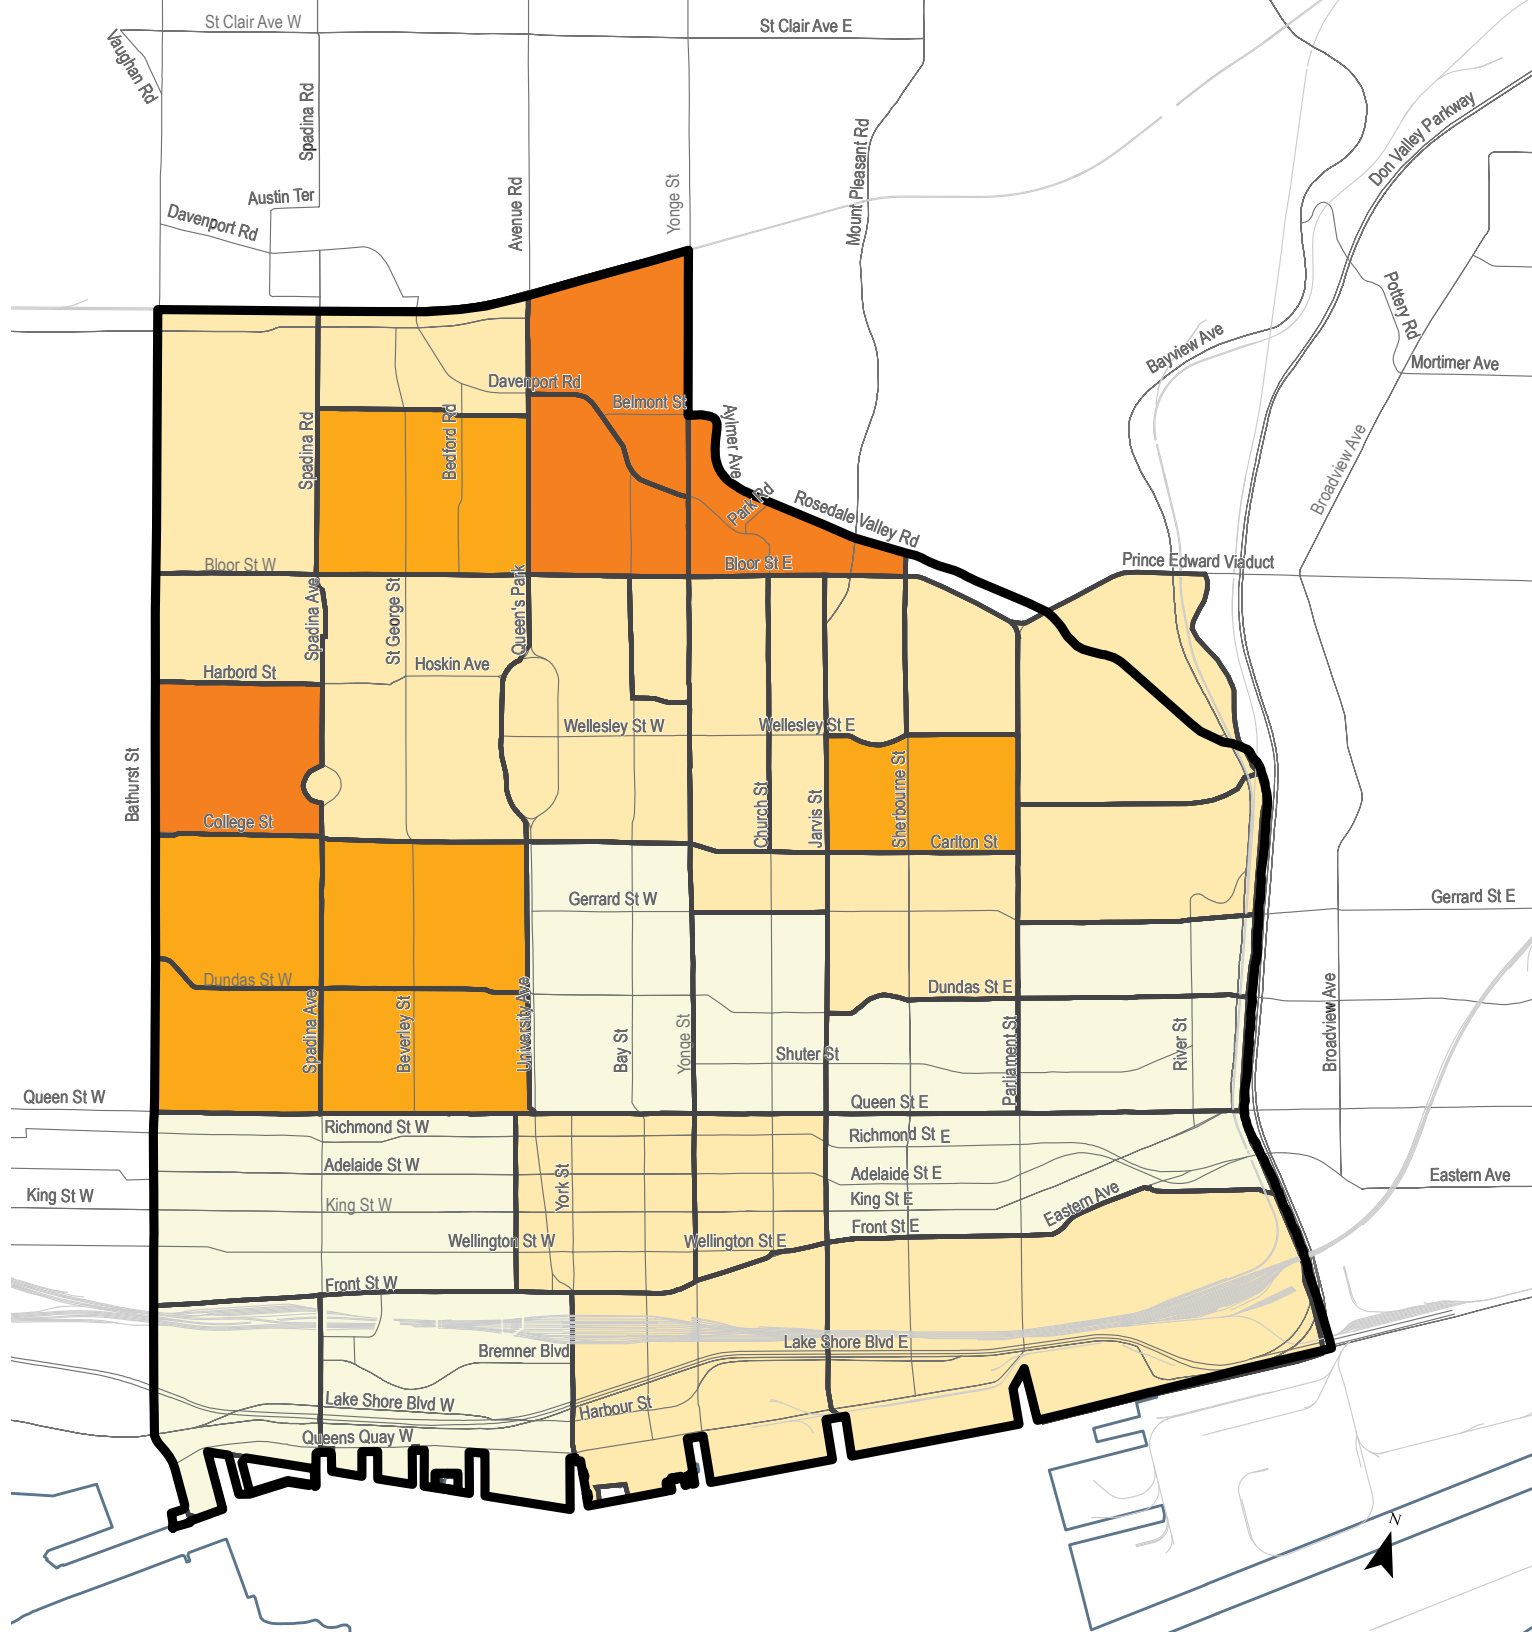 St Clair Ave W
St Clair Ave E
Vaughan Rd
Spadina Rd
Don Valley Parkway
Mount Pleasant Rd
Austin Ter
Davenport Rd
Avenue Rd
Yonge St
Pottery Rd
Bayview Ave
Mortimer Ave
Davenport Rd
Belmont St
Aylmer Ave
Spadina Rd
Bedford Rd
Broadview Ave
Park Rd
Rosedale Valley Rd
Bloor St W
Bloor St E
Prince Edward Viaduct
Spadina Ave
St George St
Queen's Park
Harbord St
Hoskin Ave
Wellesley St W
Wellesley St E
Bathurst St
Church St
Jarvis St
Sherbourne St
College St
Carlton St
Gerrard St W
Gerrard St E
Dundas St W
Dundas St E
Spadina Ave
Beverley St
University Ave
Bay St
Yonge St
Shuter St
Parliament St
River St
Broadview Ave
Queen St W
Queen St E
Richmond St W
Richmond St E
Adelaide St W
Adelaide St E
Eastern Ave
King St W
King St W
York St
King St E
Eastern Ave
Front St E
Wellington St W
Wellington St E
Front St W
Bremner Blvd
Lake Shore Blvd E
Lake Shore Blvd W
Harbour St
Queens Quay W
N